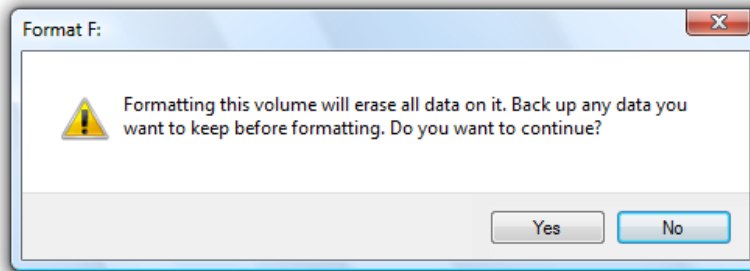 Format F:
Formatting this volume will erase all data on it. Back up any data you
want to keep before formatting. Do you want to continue?
Yes No